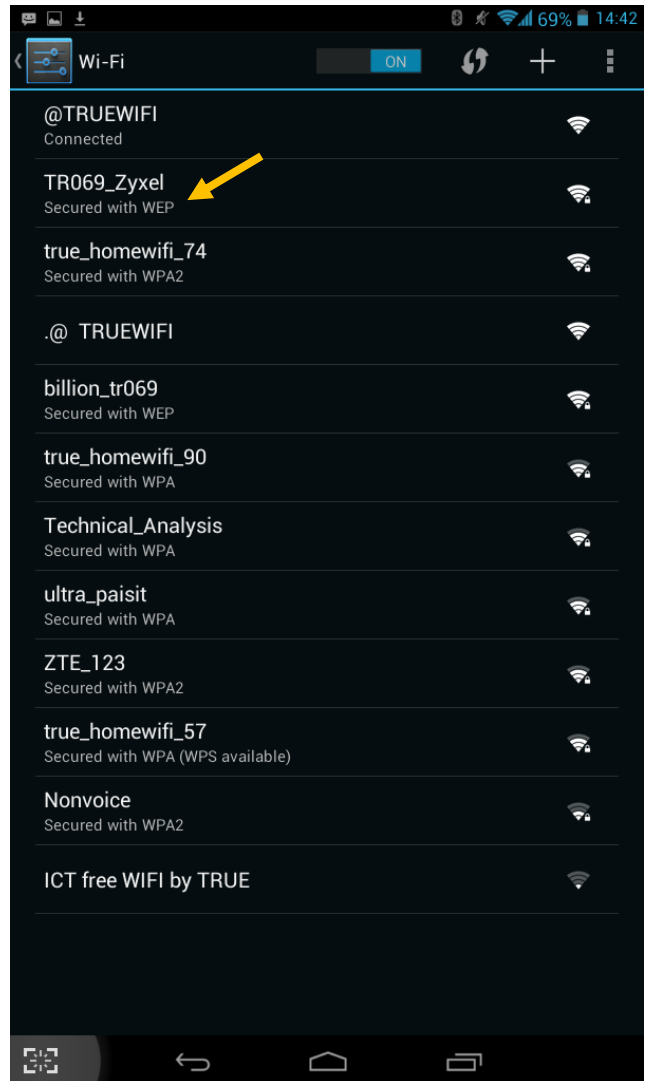 69% 14:42
Wi-Fi ON
@TRUEWIFI
Connected
TR069_Zyxel
Secured with WEP
true_homewifi_74
Secured with WPA2
.@ TRUEWIFI
billion_tr069
Secured with WEP
true_homewifi_90
Secured with WPA
Technical_Analysis
Secured with WPA
ultra_paisit
Secured with WPA
ZTE_123
Secured with WPA2
true_homewifi_57
Secured with WPA (WPS available)
Nonvoice
Secured with WPA2
ICT free WIFI by TRUE